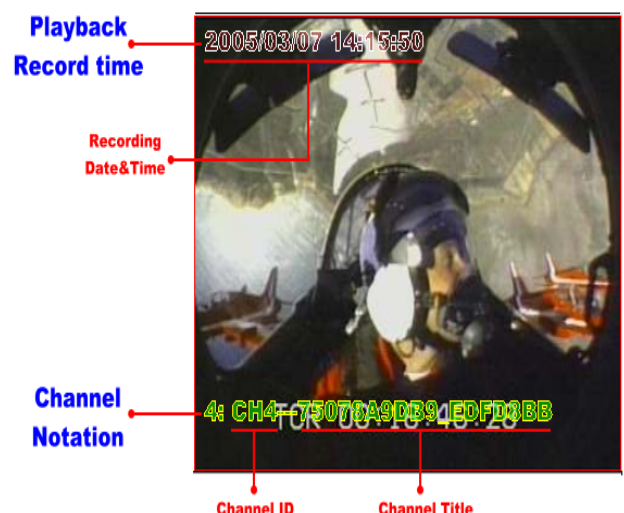 Playback
Record time
2005/03/07 14:15:50
Recording
Date&Time
Channel
Notation
4: CH4—75078A9DB9_EDFD8BB
TCR
Channel ID
Channel Title